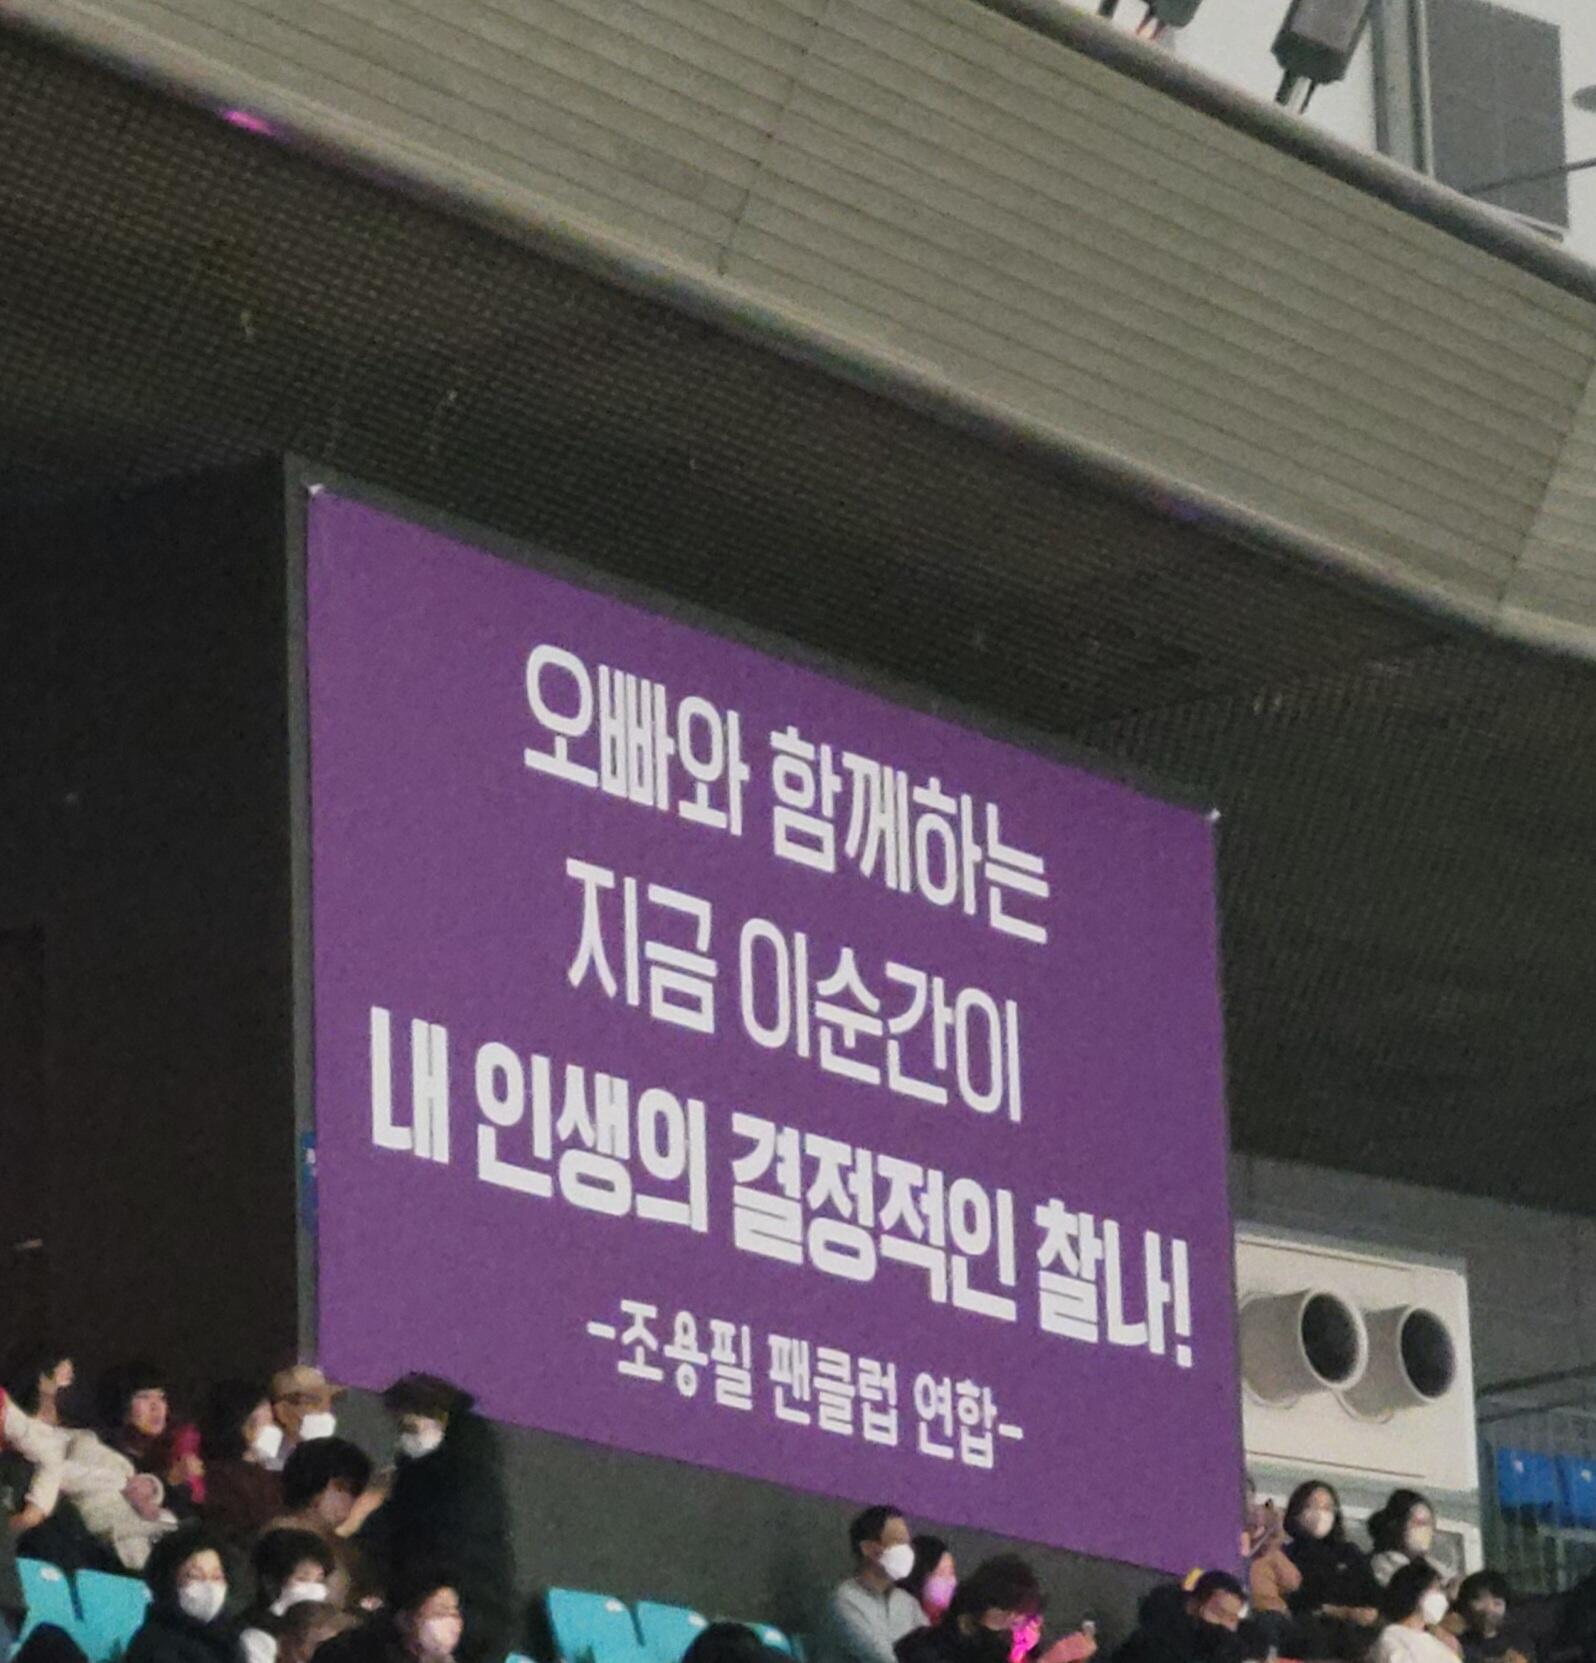 오빠와 함께하는
지금 이순간이
내 인생의 결정적인 찰나!
-조용필 팬클럽 연합-